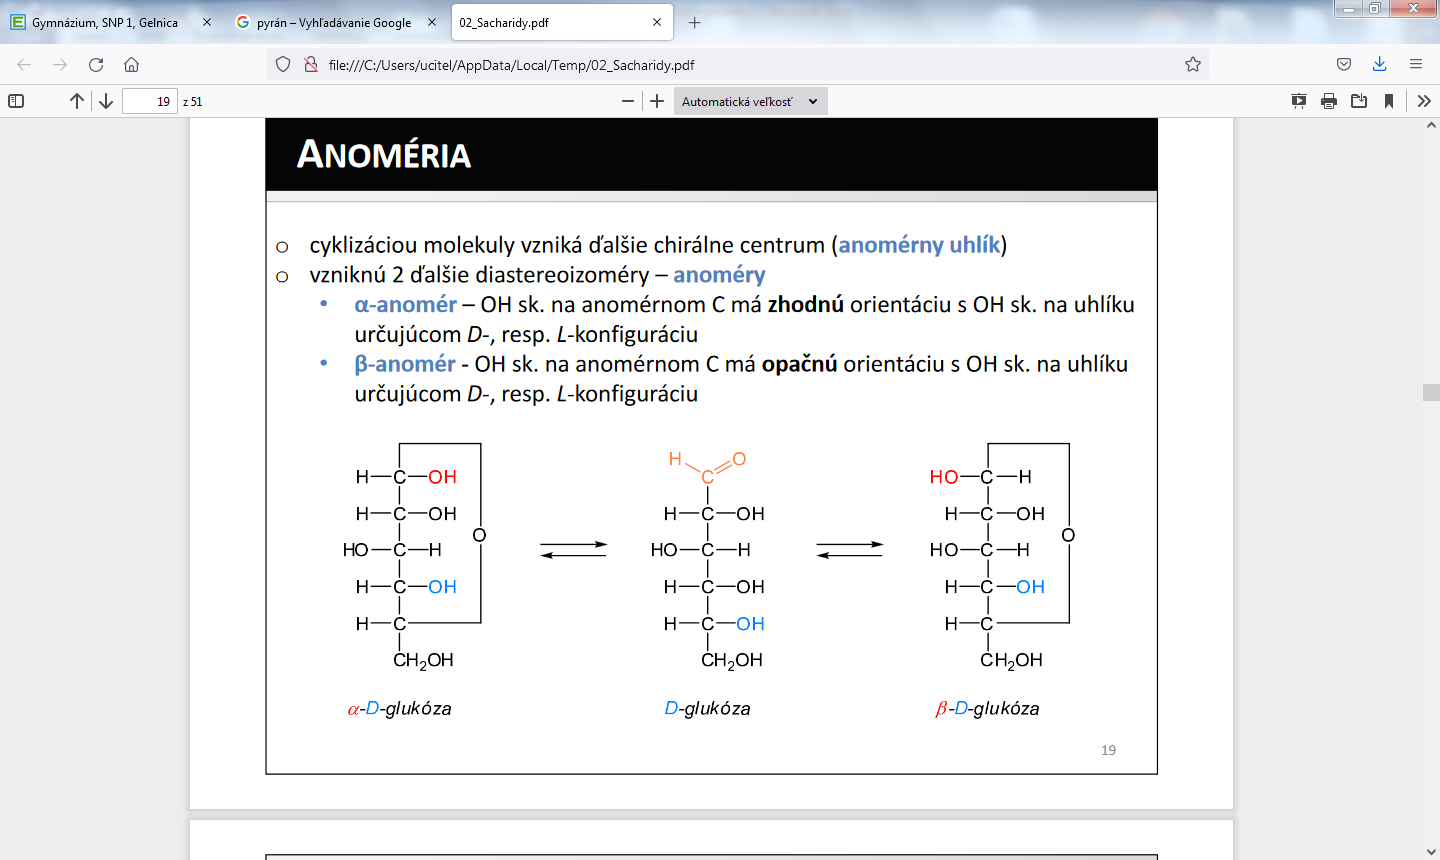 Gymnázium, SNP 1, Gelnica
pyrán – Vyhľadávanie Google
02_Sacharidy.pdf
file:///C:/Users/ucitel/AppData/Local/Temp/02_Sacharidy.pdf
19 z 51
Automatická veľkosť
ANOMÉRIA
o cyklizáciou molekuly vzniká ďalšie chirálne centrum (anomérny uhlík)
o vzniknú 2 ďalšie diastereoizoméry – anoméry
• α-anomér – OH sk. na anomérnom C má zhodnú orientáciu s OH sk. na uhlíku
určujúcom D-, resp. L-konfiguráciu
• β-anomér - OH sk. na anomérnom C má opačnú orientáciu s OH sk. na uhlíku
určujúcom D-, resp. L-konfiguráciu
H C OH
H C OH
HO C H
H C OH
H C
CH2OH
O
α-D-glukóza
H O
C
H C OH
HO C H
H C OH
H C OH
CH2OH
D-glukóza
HO C H
H C OH
HO C H
H C OH
H C
CH2OH
O
β-D-glukóza
19